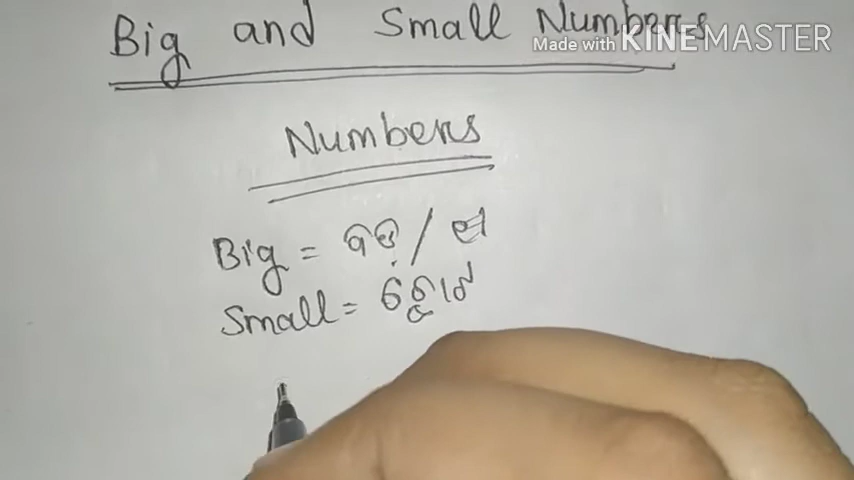 Big and Small Numbers
Made with KINEMASTER
Numbers
Big = ବଡ଼ /
Small =